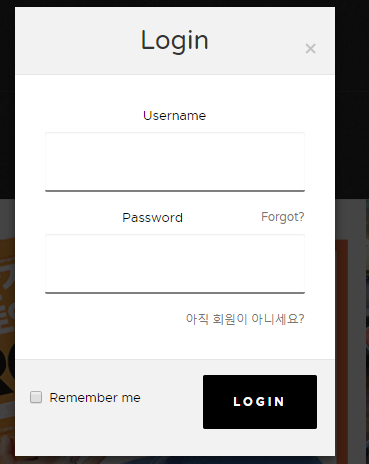 Login
×
Username
Password Forgot?
아직 회원이 아니세요?
Remember me LOGIN